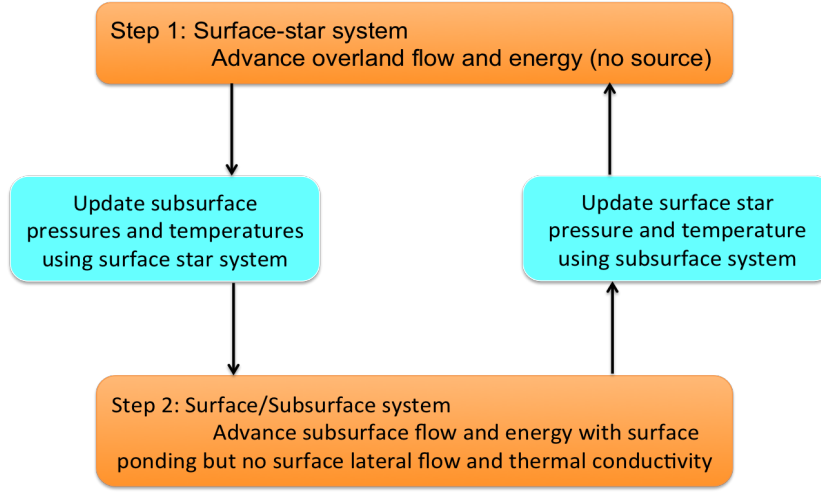 Step 1: Surface-star system
Advance overland flow and energy (no source)
Update subsurface
pressures and temperatures
using surface star system
Update surface star
pressure and temperature
using subsurface system
Step 2: Surface/Subsurface system
Advance subsurface flow and energy with surface
ponding but no surface lateral flow and thermal conductivity